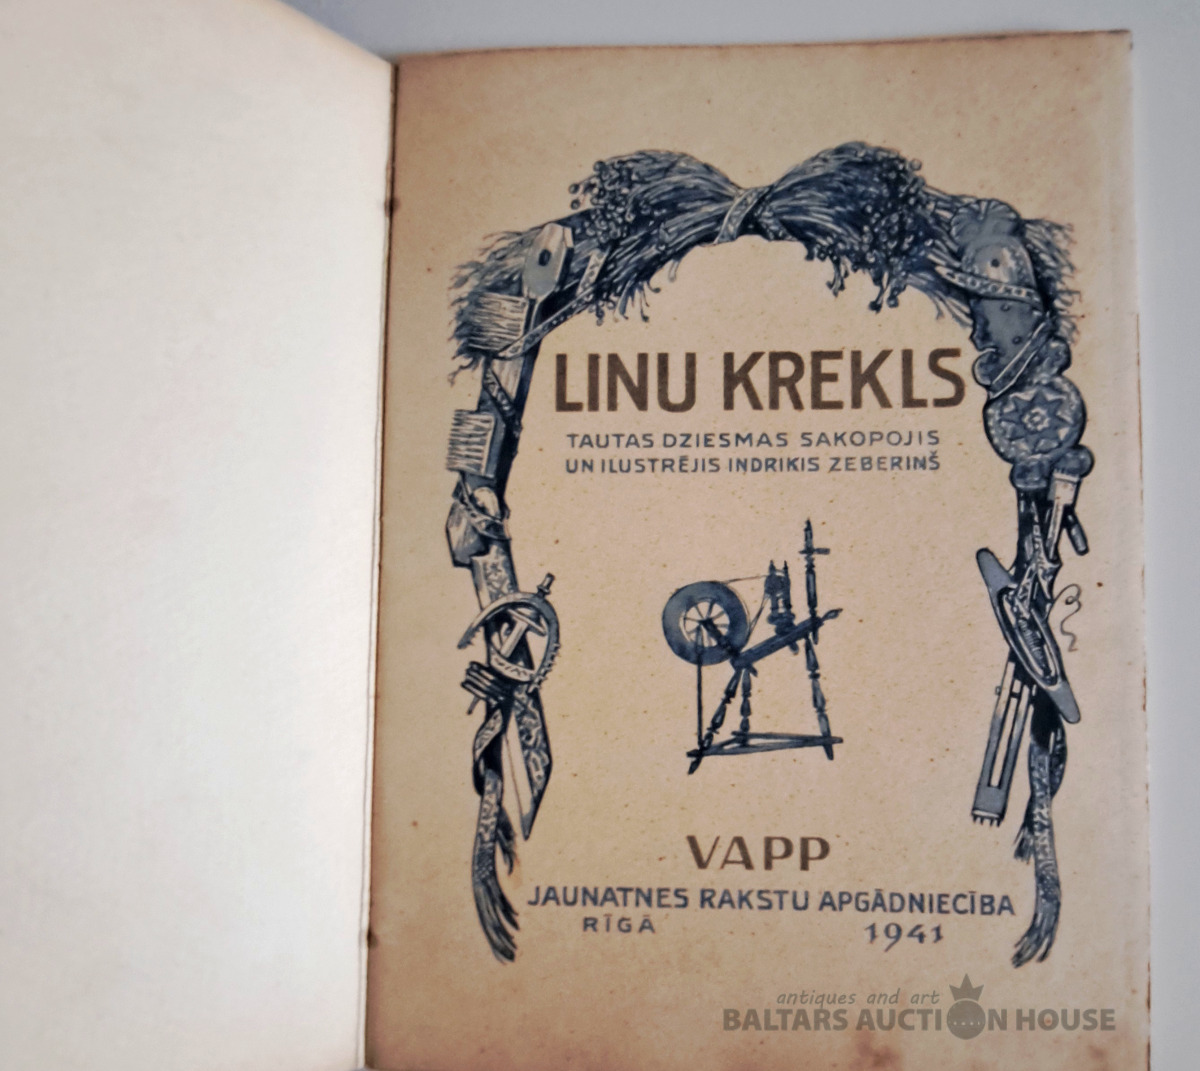 LINU KREKLS
TAUTAS DZIESMAS SAKOPOJIS
UN ILUSTRĒJIS INDRIĶIS ZEBERIŅŠ
VAPP
JAUNATNES RAKSTU APGĀDNIECĪBA
RĪGĀ 1941
antiques and art
BALTARS AUCTION HOUSE